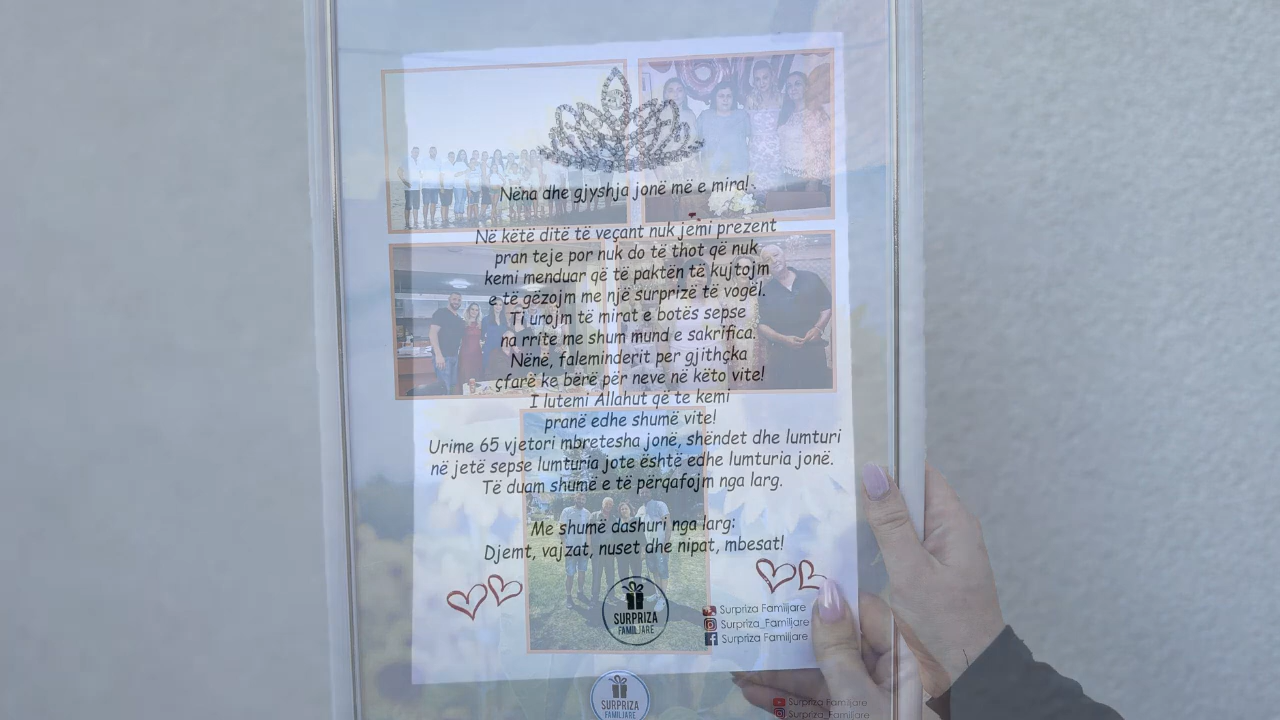 Nëna dhe gjyshja jonë më e mira!
Në këtë ditë të veçant nuk jemi prezent
pran teje por nuk do të thot që nuk
kemi menduar që të paktën të kujtojm
e të gëzojm me një surprizë të vogël.
Ti urojm të mirat e botës sepse
na rrite me shum mund e sakrifica.
Nënë, faleminderit për gjithçka
çfarë ke bërë për neve në këto vite!
I lutemi Allahut që te kemi
pranë edhe shumë vite!
Urime 65 vjetori mbretesha jonë, shëndet dhe lumturi
në jetë sepse lumturia jote është edhe lumturia jonë.
Të duam shumë e të përqafojm nga larg.
Me shumë dashuri nga larg:
Djemt, vajzat, nuset dhe nipat, mbesat!
SURPRIZA
FAMILJARE
Surpriza Familjare
Surpriza_Familjare
Surpriza Familjare
SURPRIZA
FAMILJARE
Surpriza Familjare
Surpriza_Familjare